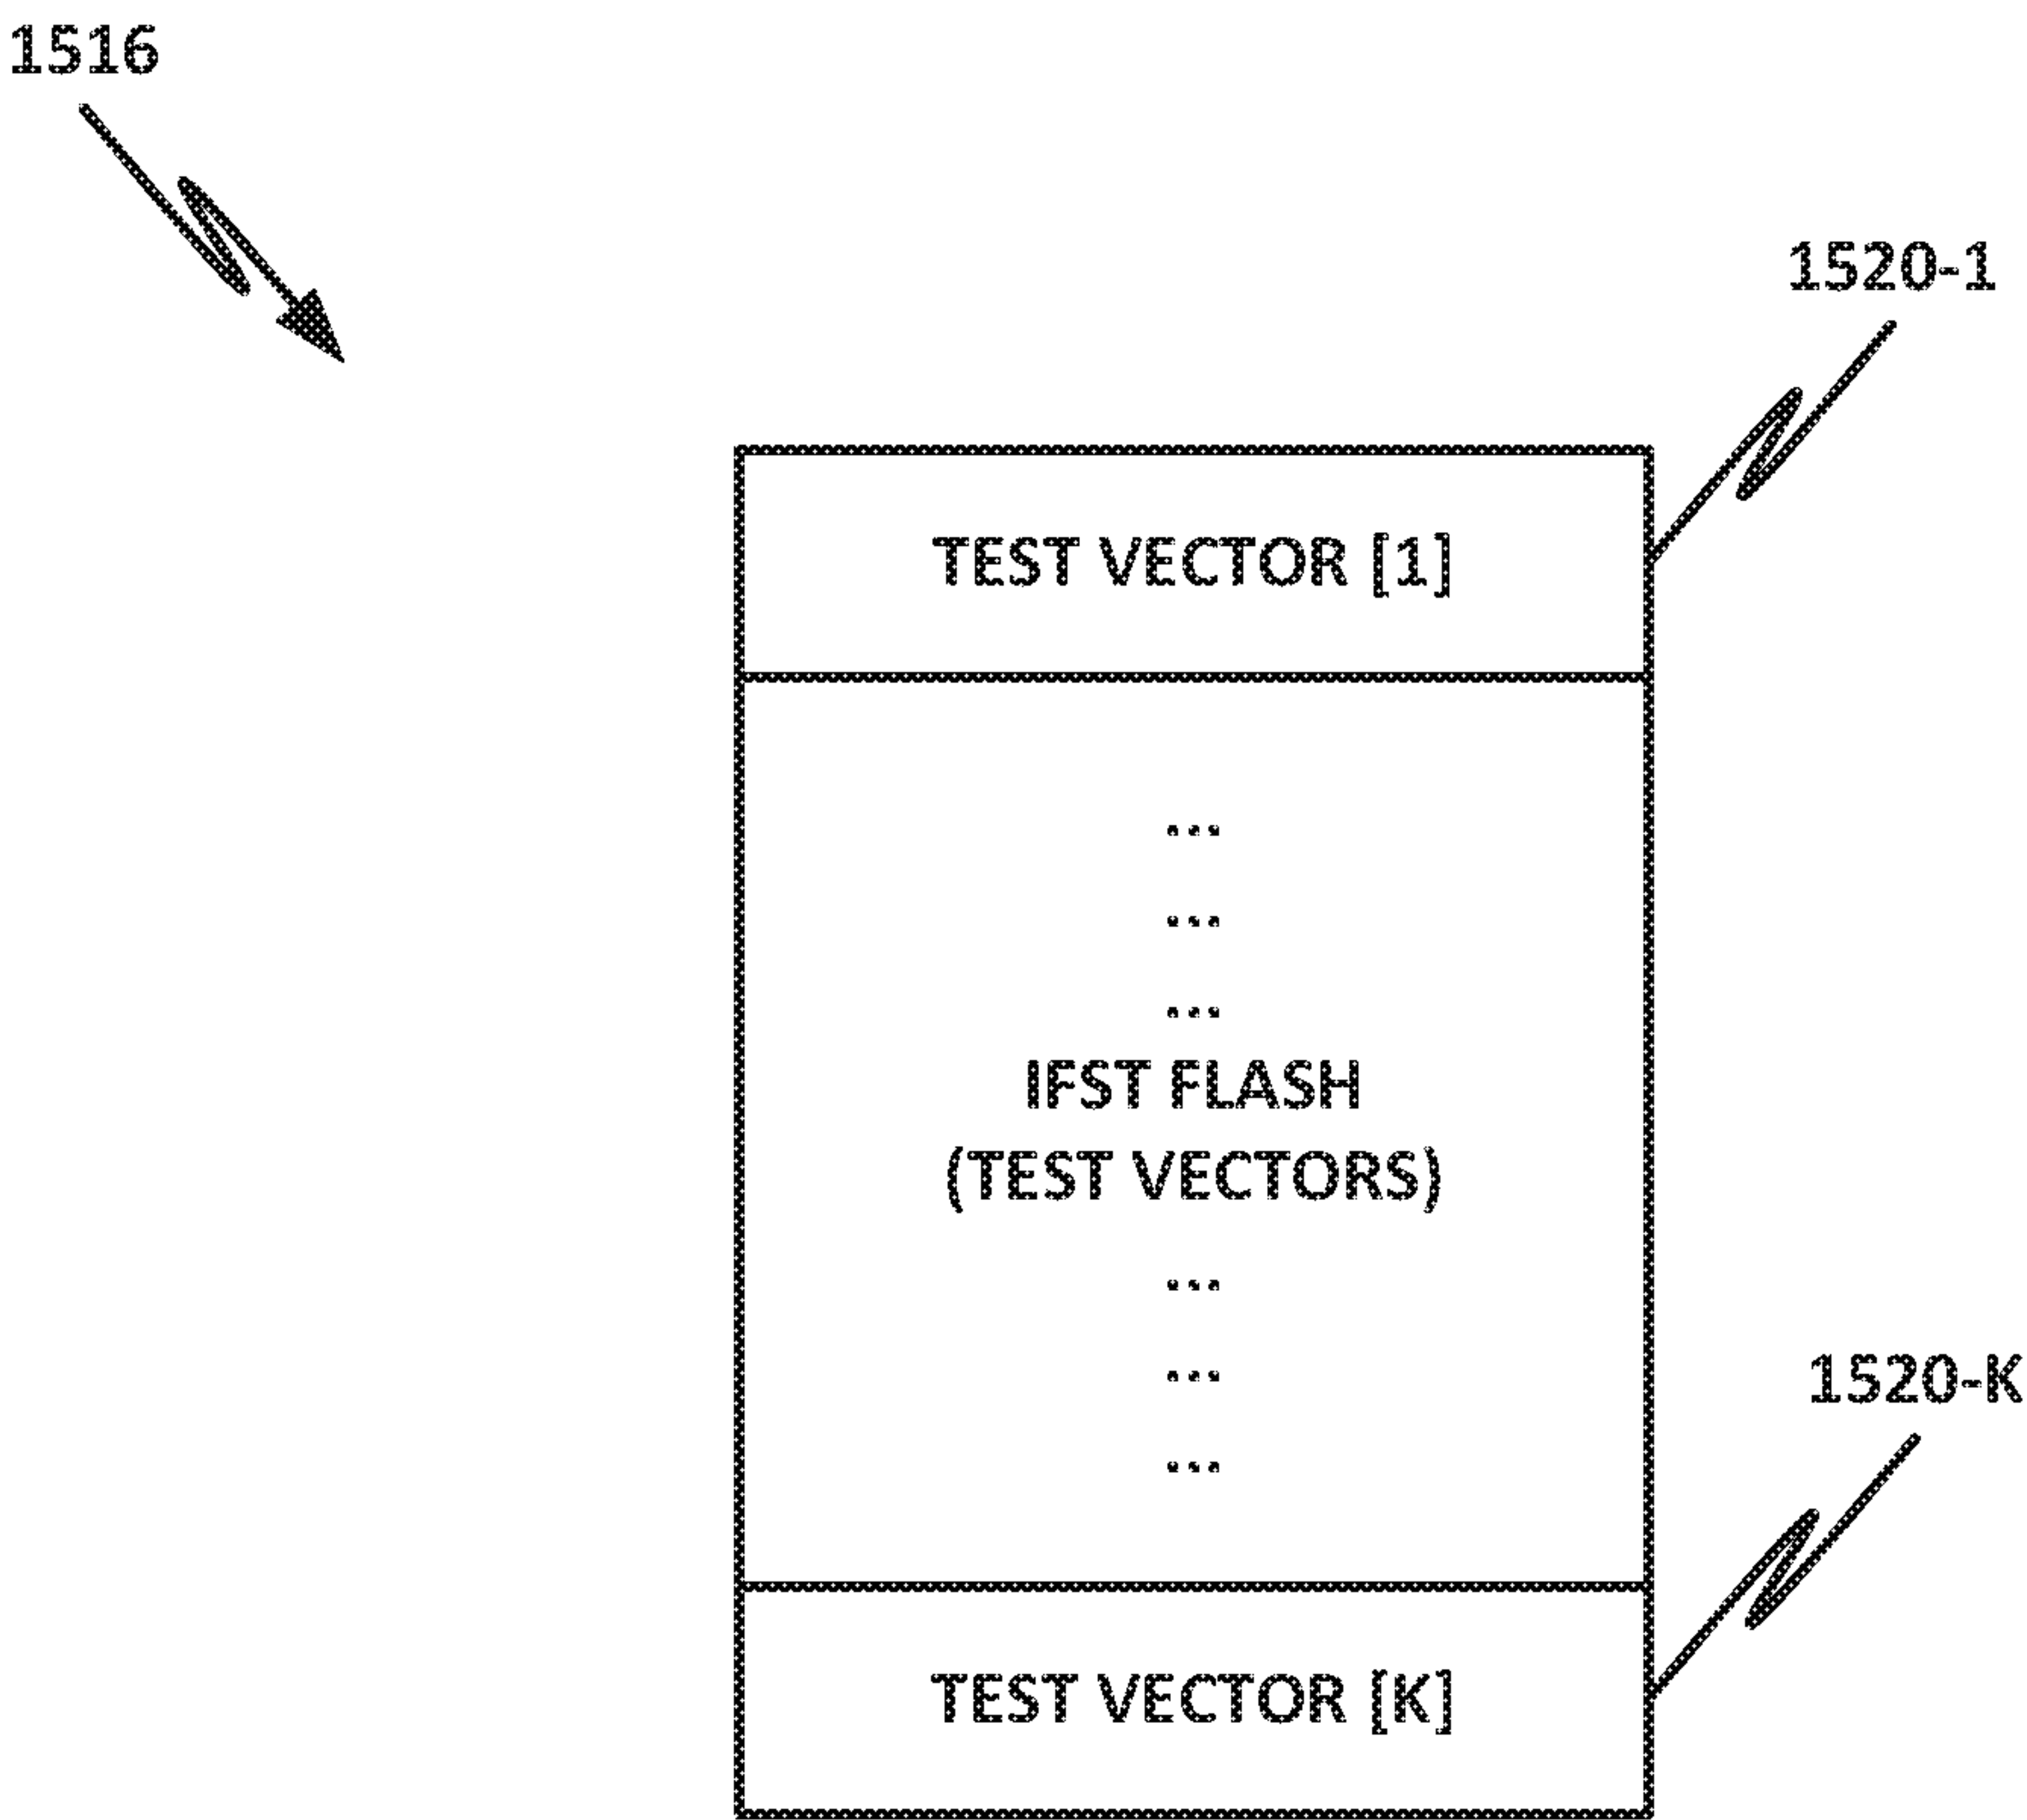 1516
1520-1
TEST VECTOR [1]
...
...
...
IFST FLASH
(TEST VECTORS)
...
...
...
1520-K
TEST VECTOR [K]